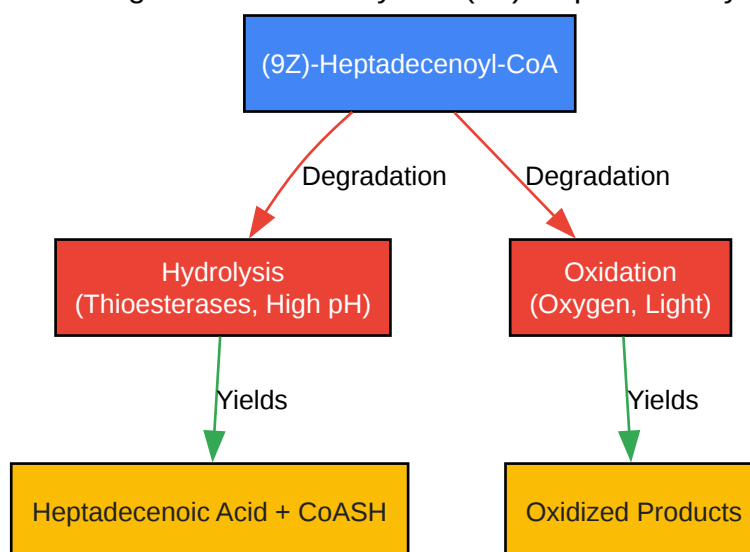 (9Z)-Heptadecenoyl-CoA
Degradation Degradation
Hydrolysis
(Thioesterases, High pH)
Oxidation
(Oxygen, Light)
Yields Yields
Heptadecenoic Acid + CoASH
Oxidized Products